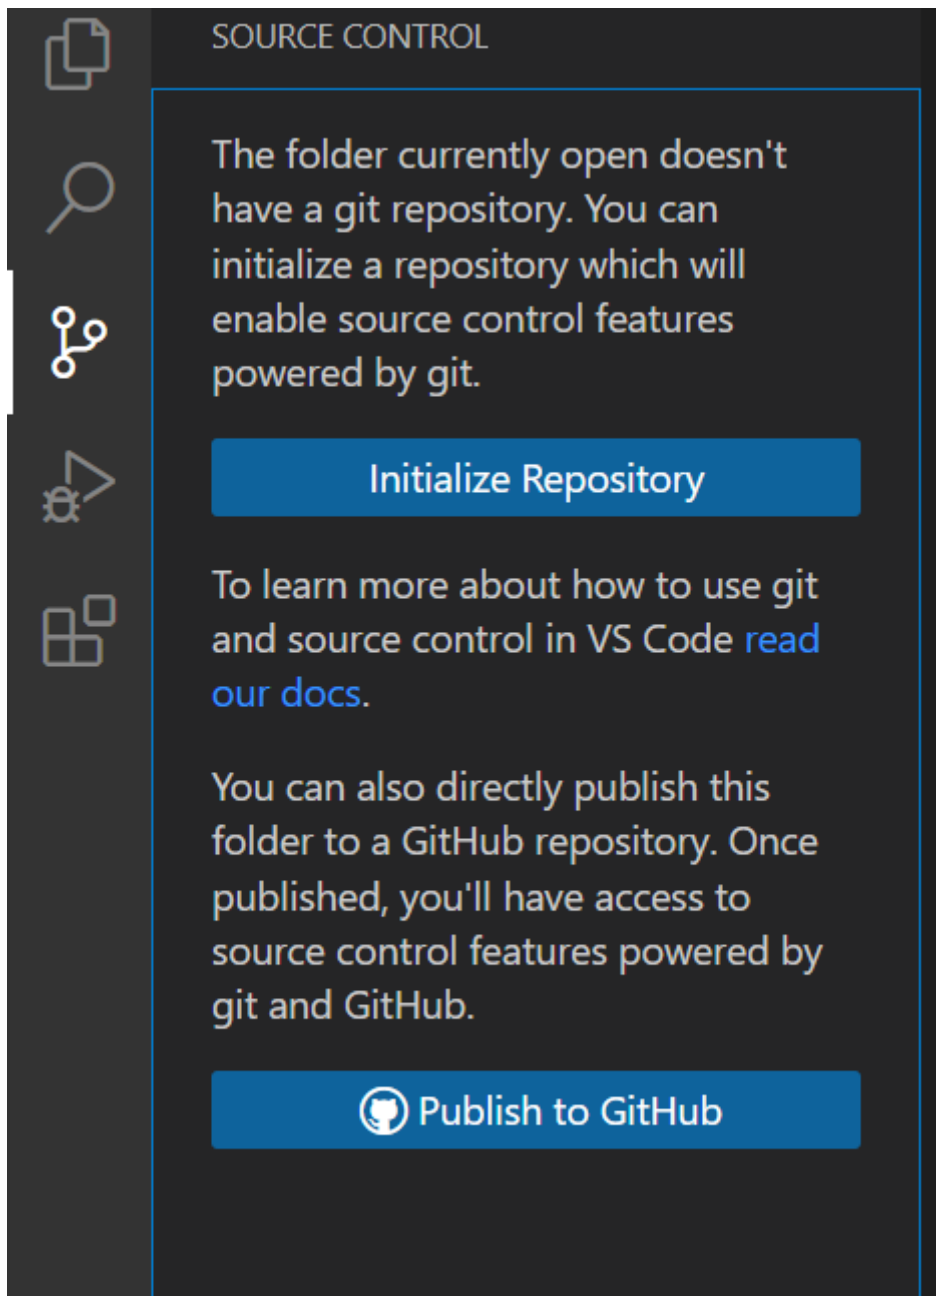 SOURCE CONTROL
The folder currently open doesn't
have a git repository. You can
initialize a repository which will
enable source control features
powered by git.
Initialize Repository
To learn more about how to use git
and source control in VS Code read
our docs.
You can also directly publish this
folder to a GitHub repository. Once
published, you'll have access to
source control features powered by
git and GitHub.
Publish to GitHub